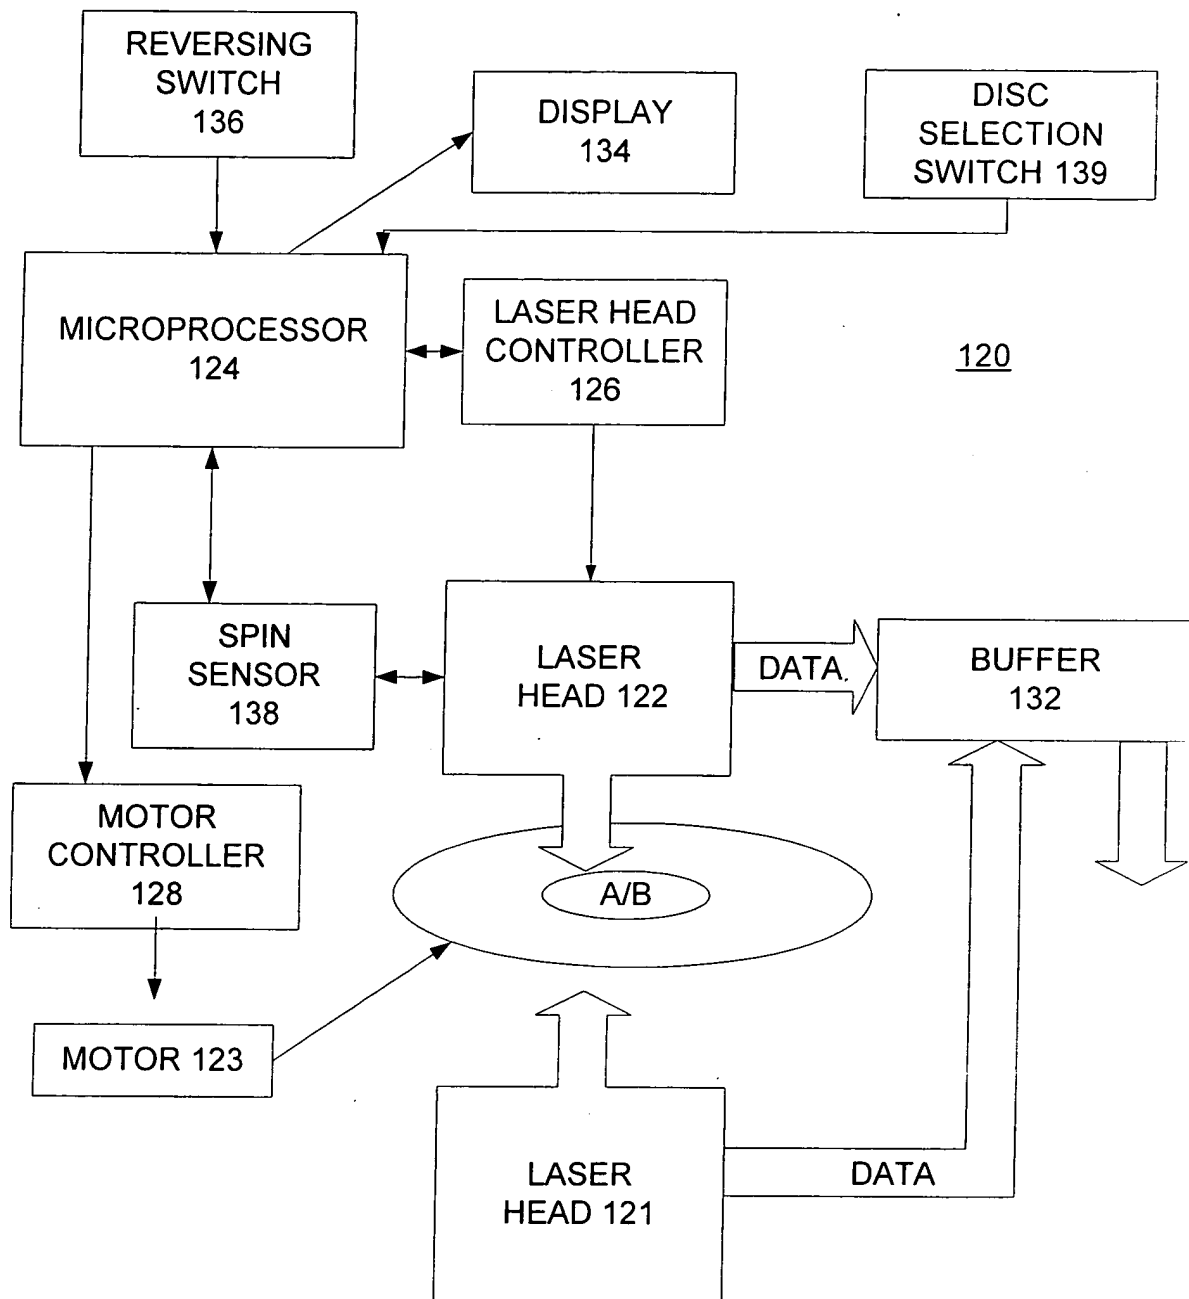 REVERSING
SWITCH
136
DISPLAY
134
DISC
SELECTION
SWITCH 139
MICROPROCESSOR
124
LASER HEAD
CONTROLLER
126
120
SPIN
SENSOR
138
LASER
HEAD 122
DATA
BUFFER
132
MOTOR
CONTROLLER
128
A/B
MOTOR 123
LASER
HEAD 121
DATA